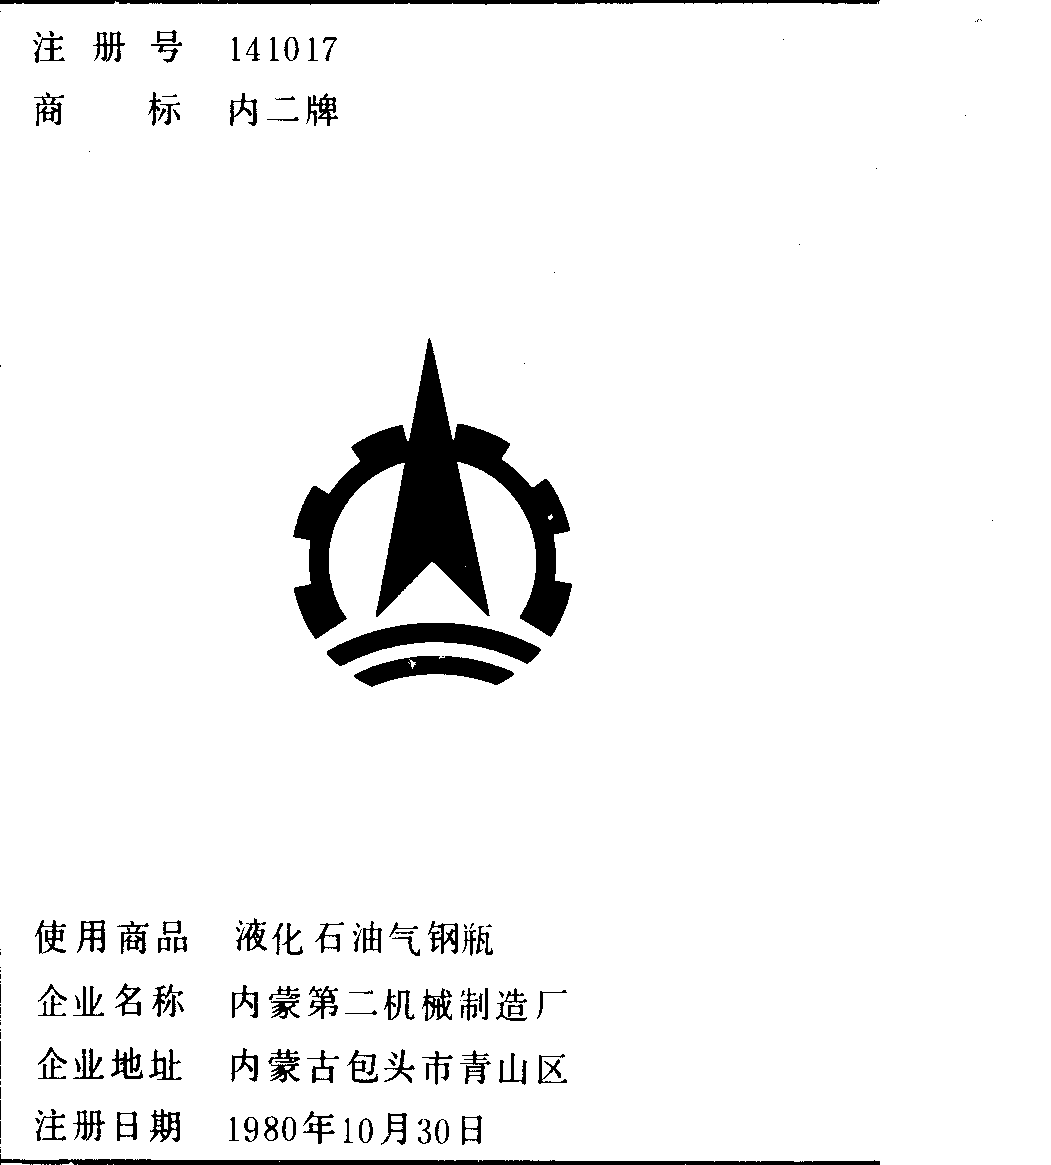 注册号 141017
商标 内二牌
使用商品 液化石油气钢瓶
企业名称 内蒙第二机械制造厂
企业地址 内蒙古包头市青山区
注册日期 1980年10月30日